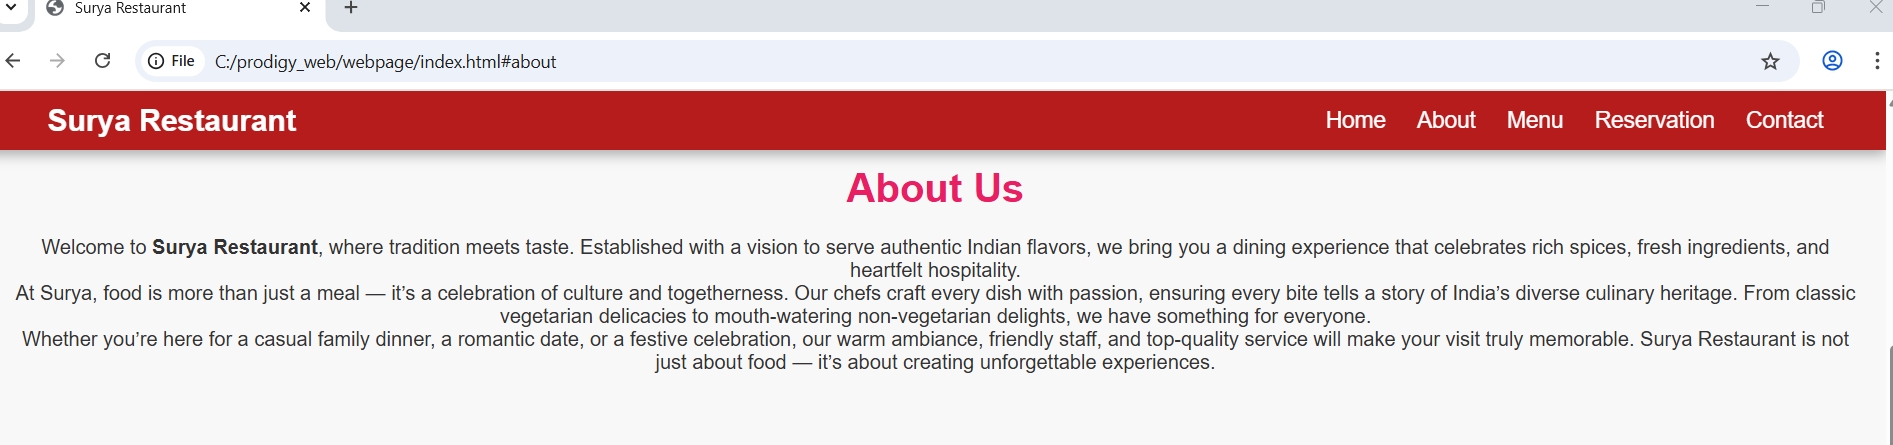 Surya Restaurant
File C:/prodigy_web/webpage/index.html#about
Surya Restaurant Home About Menu Reservation Contact
About Us
Welcome to Surya Restaurant, where tradition meets taste. Established with a vision to serve authentic Indian flavors, we bring you a dining experience that celebrates rich spices, fresh ingredients, and
heartfelt hospitality.
At Surya, food is more than just a meal — it’s a celebration of culture and togetherness. Our chefs craft every dish with passion, ensuring every bite tells a story of India’s diverse culinary heritage. From classic
vegetarian delicacies to mouth-watering non-vegetarian delights, we have something for everyone.
Whether you’re here for a casual family dinner, a romantic date, or a festive celebration, our warm ambiance, friendly staff, and top-quality service will make your visit truly memorable. Surya Restaurant is not
just about food — it’s about creating unforgettable experiences.